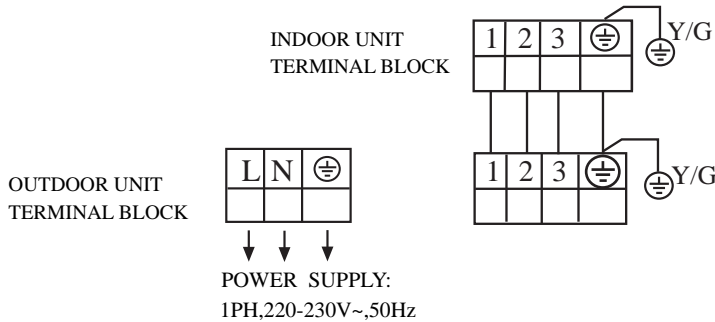 INDOOR UNIT
TERMINAL BLOCK
1 2 3
Y/G
OUTDOOR UNIT
TERMINAL BLOCK
L N
1 2 3
Y/G
POWER SUPPLY:
1PH,220-230V~,50Hz